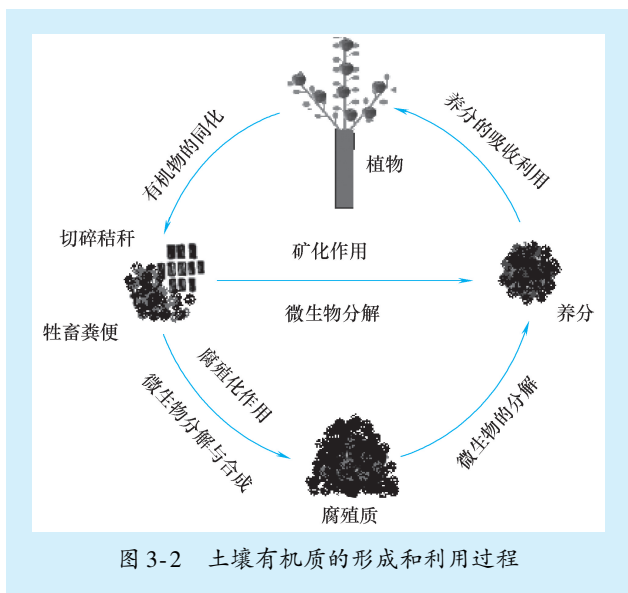 有机物的同化
养分的吸收利用
植物
切碎秸秆
矿化作用
微生物分解
牲畜粪便
养分
腐殖化作用
微生物分解与合成
微生物的分解
腐殖质
图 3-2 土壤有机质的形成和利用过程